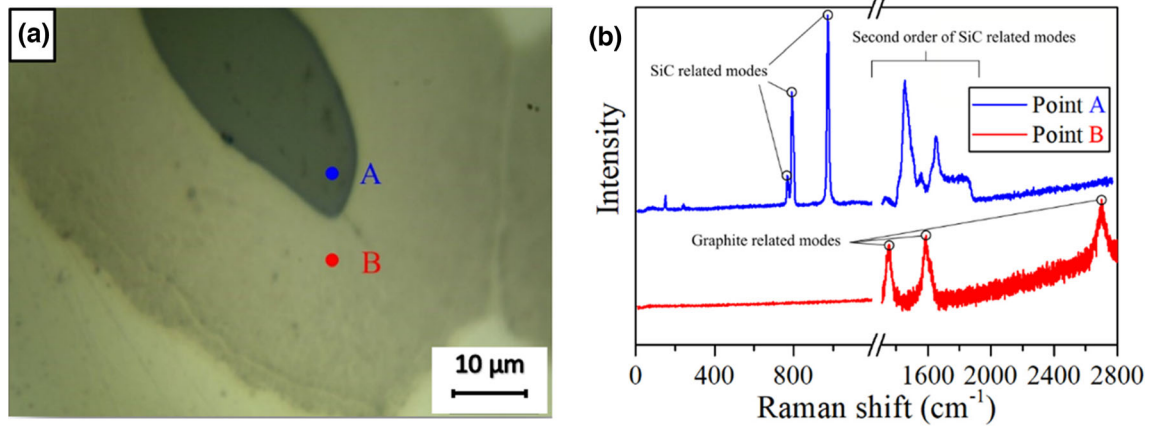 (a)
A
B
10 μm
(b)
Second order of SiC related modes
SiC related modes
Point A
Point B
Graphite related modes
Intensity
0 400 800 1600 2000 2400 2800
Raman shift (cm-1)